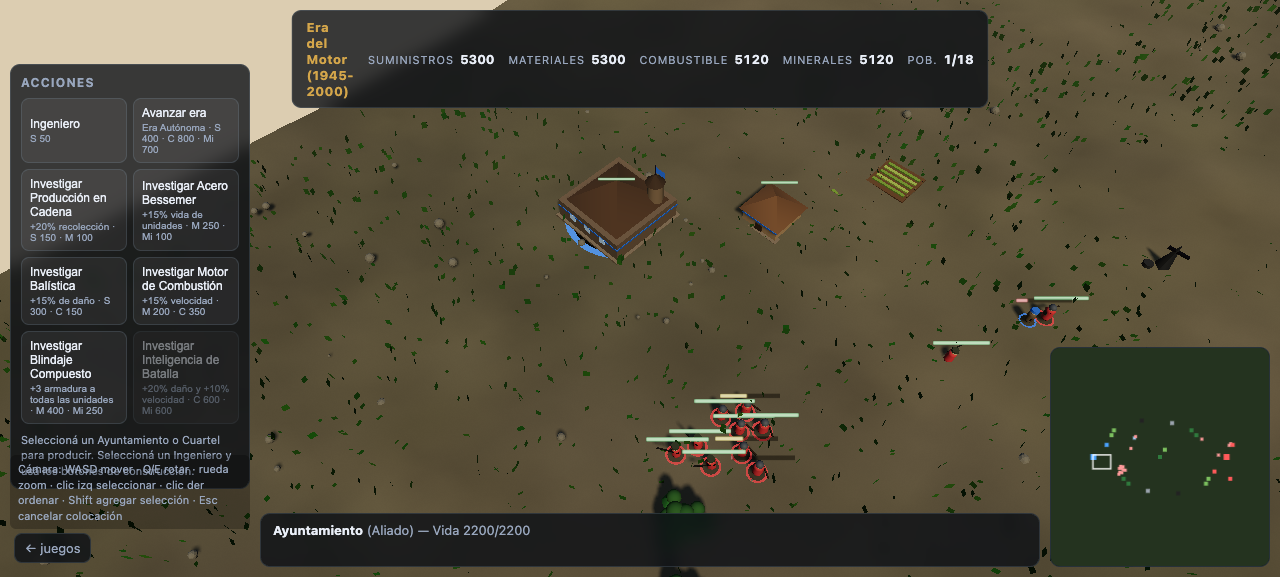 Era
del
Motor
(1945-
2000)
SUMINISTROS 5300 MATERIALES 5300 COMBUSTIBLE 5120 MINERALES 5120 POB. 1/18
ACCIONES
Ingeniero
S 50
Avanzar era
Era Autónoma · S
400 · C 800 · Mi
700
Investigar
Producción en
Cadena
+20% recolección ·
S 150 · M 100
Investigar Acero
Bessemer
+15% vida de
unidades · M 250 ·
Mi 100
Investigar
Balística
+15% de daño · S
300 · C 150
Investigar Motor
de Combustión
+15% velocidad ·
M 200 · C 350
Investigar
Blindaje
Compuesto
+3 armadura a
todas las unidades
· M 400 · Mi 250
Investigar
Inteligencia de
Batalla
+20% daño y +10%
velocidad · C 600 ·
Mi 600
Seleccioná un Ayuntamiento o Cuartel
para producir. Seleccioná un Ingeniero y
Cámara: WASD mover · Q/E rotar · rueda
zoom · clic izq seleccionar · clic der
ordenar · Shift agregar selección · Esc
cancelar colocación
← juegos
Ayuntamiento (Aliado) — Vida 2200/2200